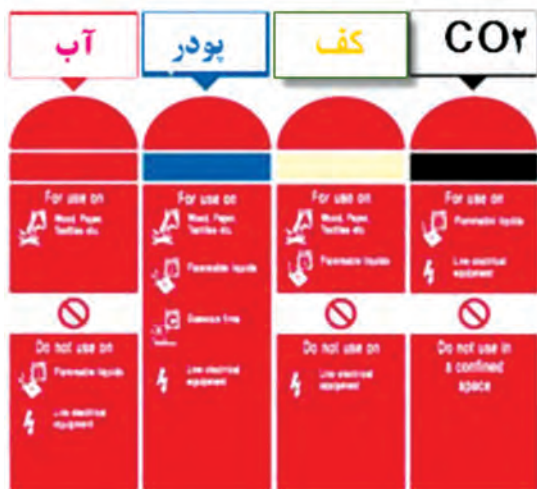 آب
پودر
کف
CO۲
For use on
Wood, Paper,
Textiles etc.
Do not use on
Flammable liquids
Live electrical
equipment
For use on
Wood, Paper,
Textiles etc.
Flammable liquids
Gaseous fires
Live electrical
equipment
For use on
Wood, Paper,
Textiles etc.
Flammable liquids
Do not use on
Live electrical
equipment
For use on
Flammable liquids
Live electrical
equipment
Do not use in
a confined
space